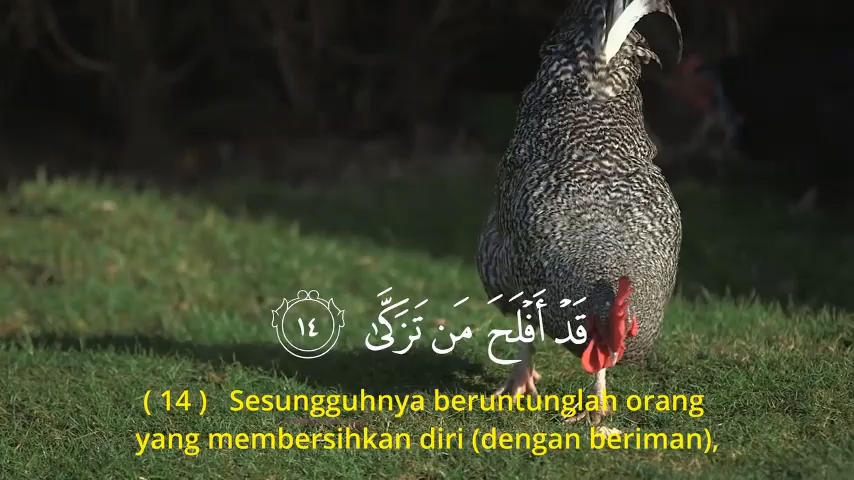 قَدْ أَفْلَحَ مَن تَزَكَّىٰ ١٤
( 14 ) Sesungguhnya beruntunglah orang
yang membersihkan diri (dengan beriman),